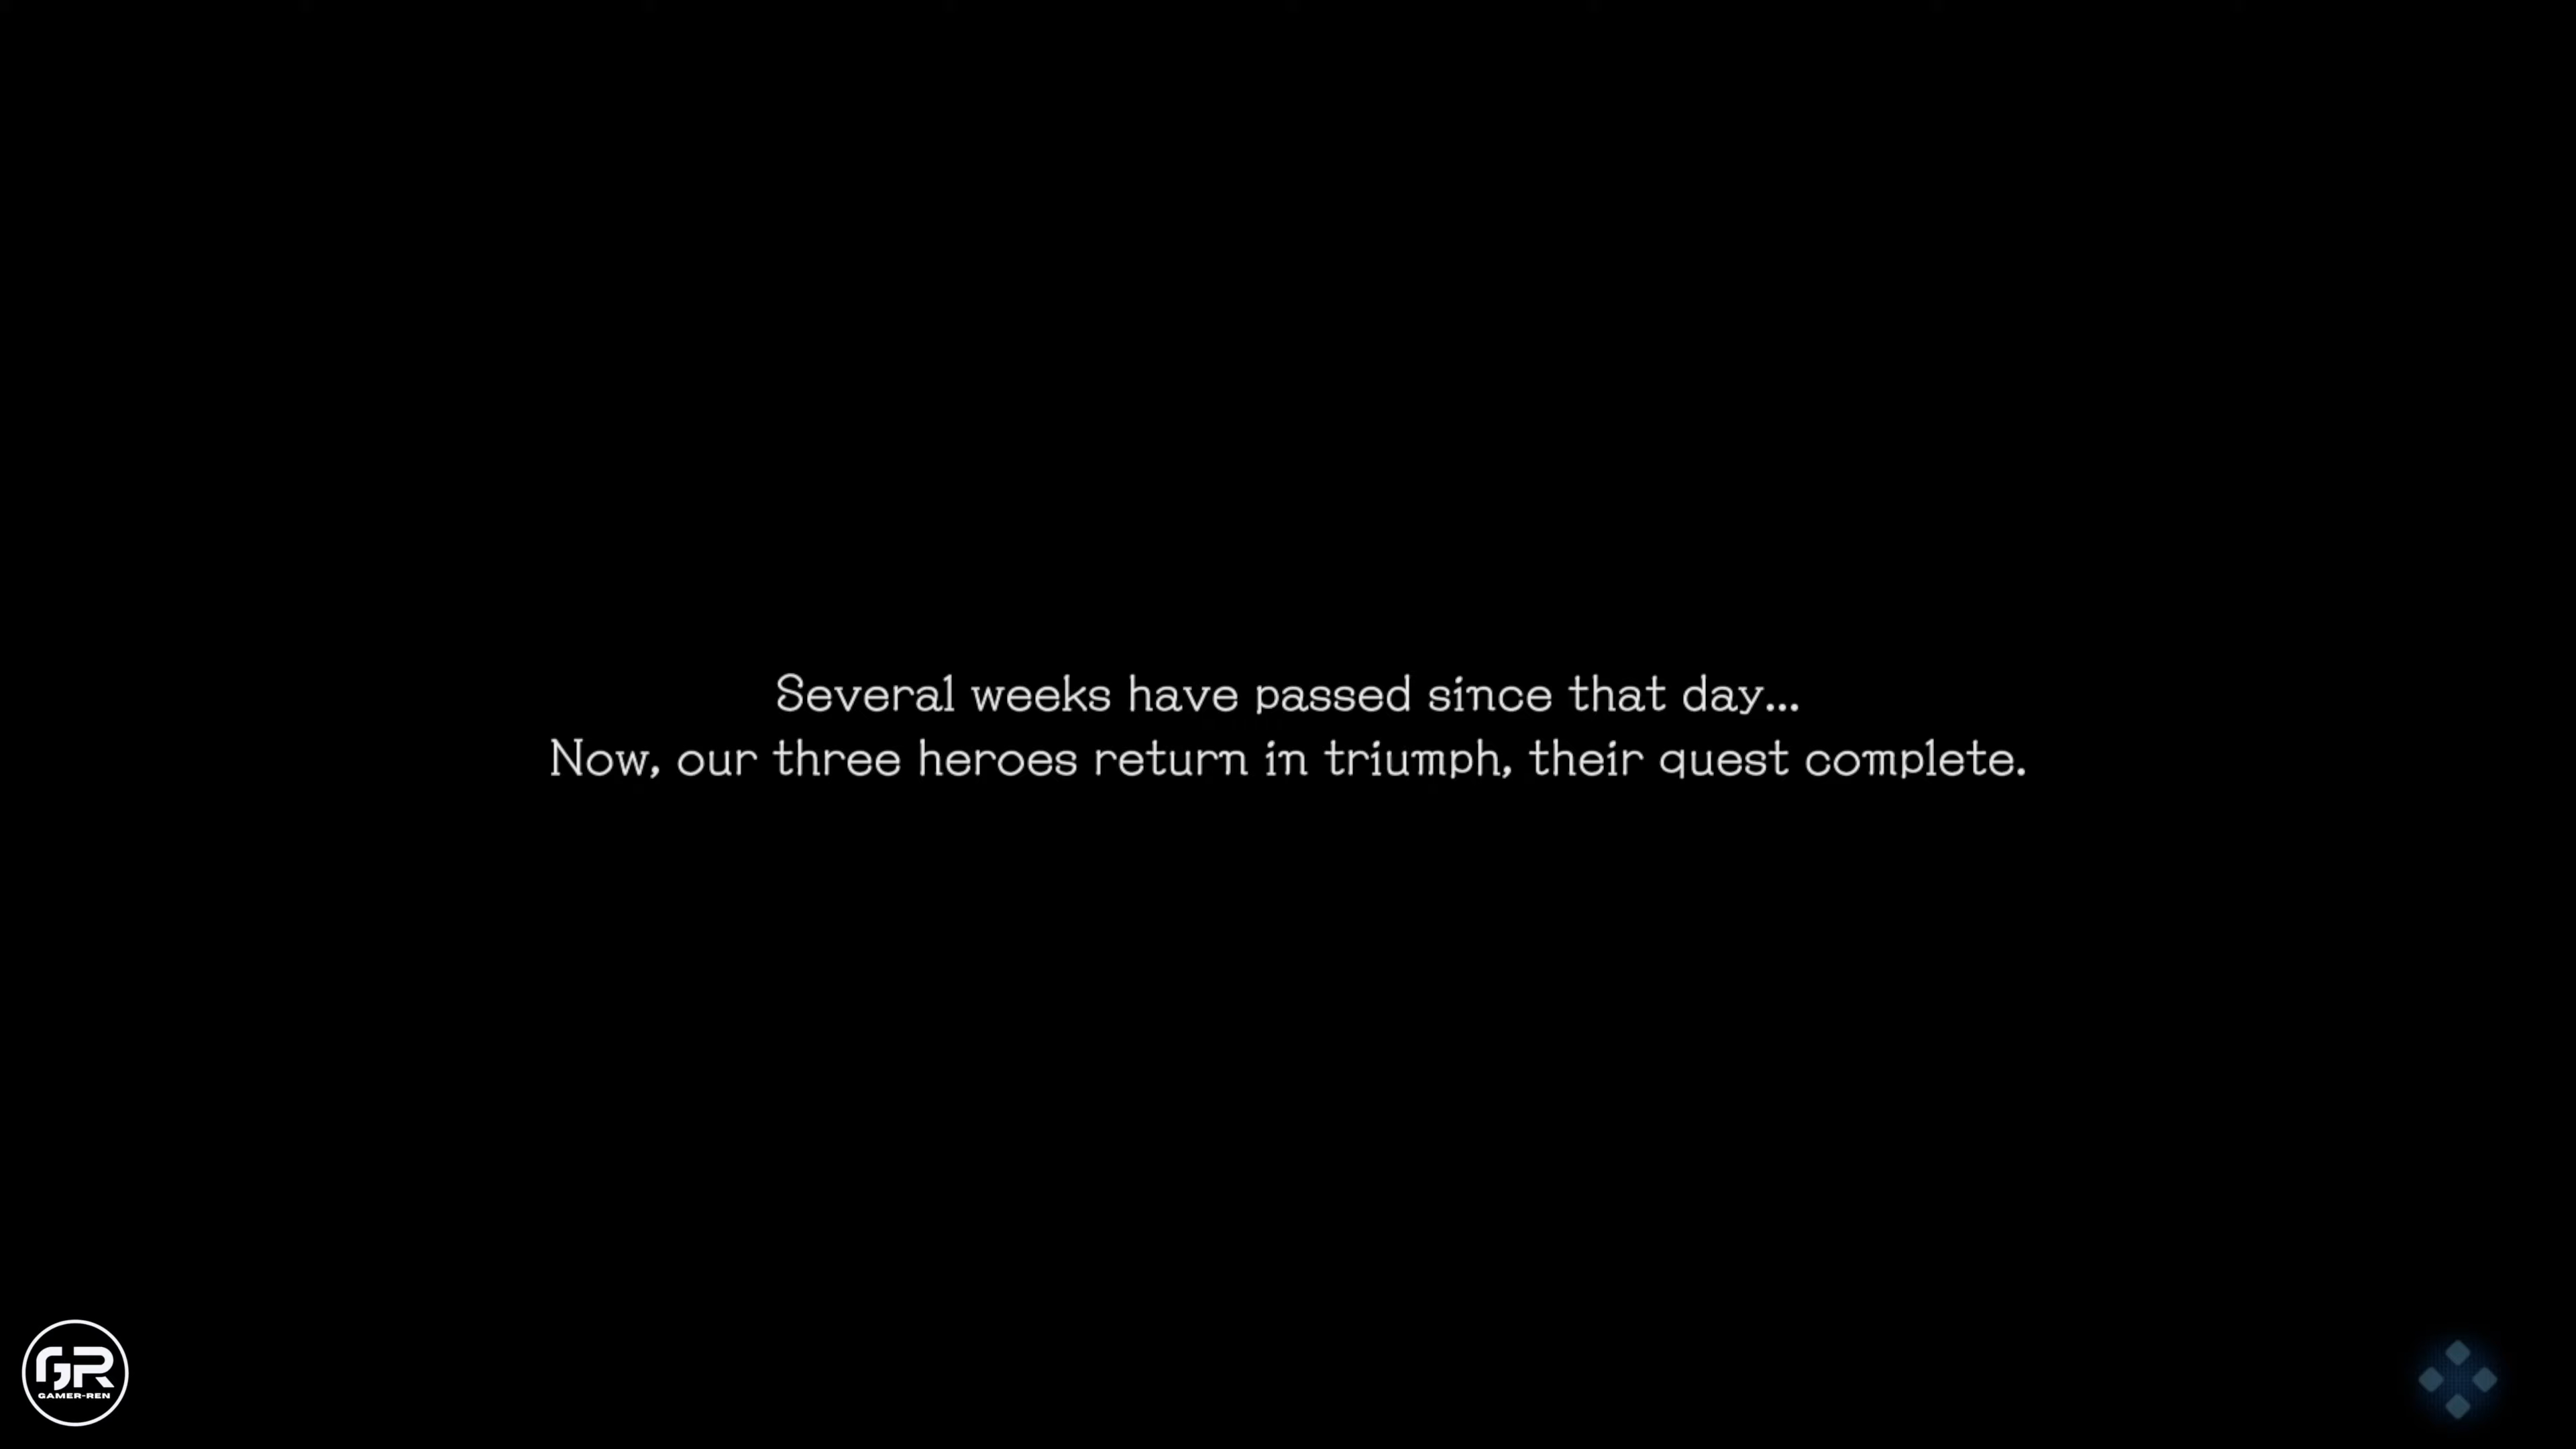 Several weeks have passed since that day...
Now, our three heroes return in triumph, their quest complete.
GR
GAMER-REN